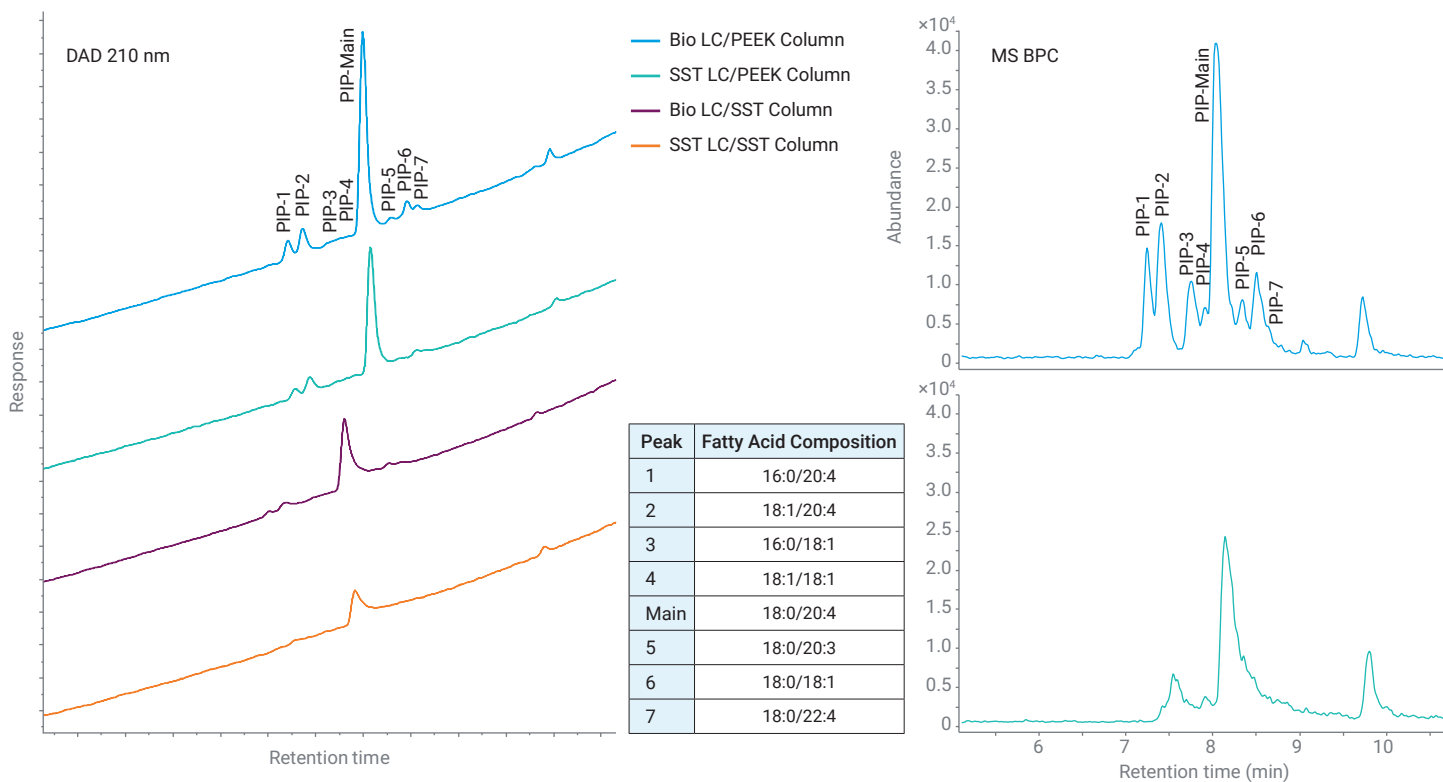 DAD 210 nm
PIP-1
PIP-2
PIP-3
PIP-4
PIP-Main
PIP-5
PIP-6
PIP-7
Response
Retention time
Bio LC/PEEK Column
SST LC/PEEK Column
Bio LC/SST Column
SST LC/SST Column
Peak Fatty Acid Composition
1 16:0/20:4
2 18:1/20:4
3 16:0/18:1
4 18:1/18:1
Main 18:0/20:4
5 18:0/20:3
6 18:0/18:1
7 18:0/22:4
×10⁴
MS BPC
4.0
3.5
3.0
2.5
2.0
1.5
1.0
0.5
0
Abundance
PIP-1
PIP-2
PIP-3
PIP-4
PIP-Main
PIP-5
PIP-6
PIP-7
×10⁴
4.0
3.5
3.0
2.5
2.0
1.5
1.0
0.5
0
6 7 8 9 10
Retention time (min)